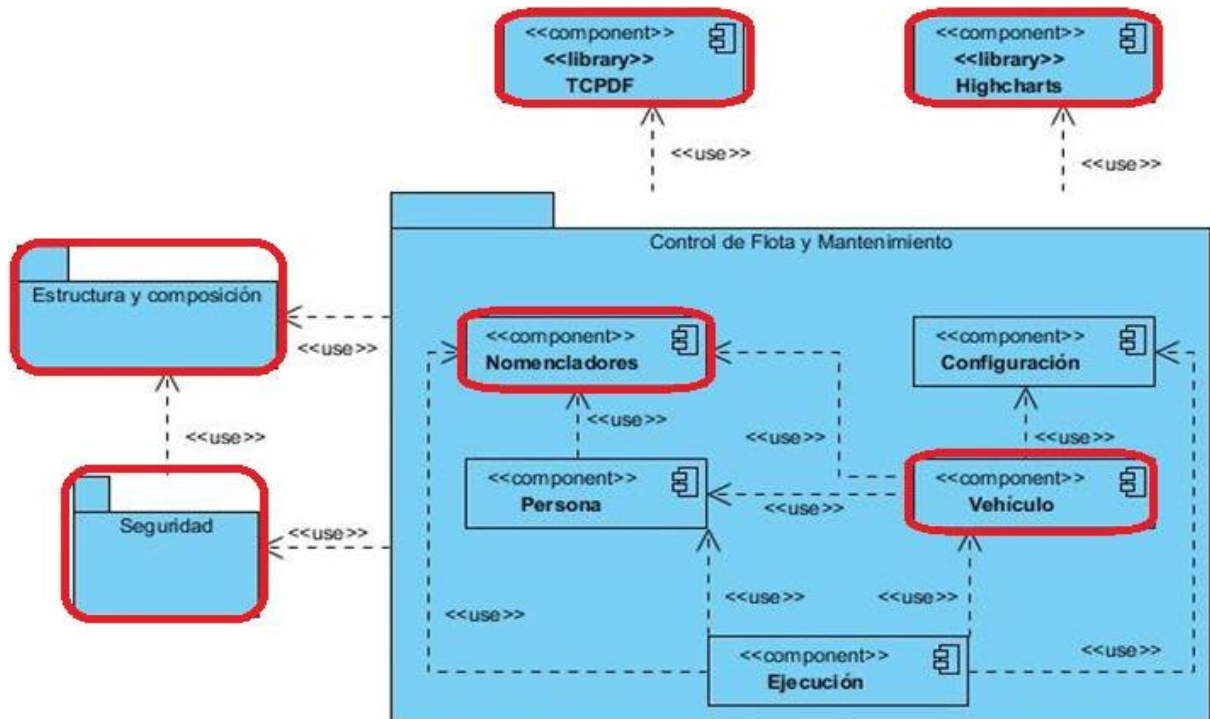 <<component>>
<<library>>
TCPDF
<<component>>
<<library>>
Highcharts
<<use>>
<<use>>
Control de Flota y Mantenimiento
Estructura y composición
<<use>>
<<component>>
Nomencladores
<<component>>
Configuración
<<use>>
<<use>>
<<use>>
<<use>>
<<component>>
Persona
<<component>>
Vehículo
Seguridad
<<use>>
<<use>>
<<use>>
<<use>>
<<use>>
<<component>>
Ejecución